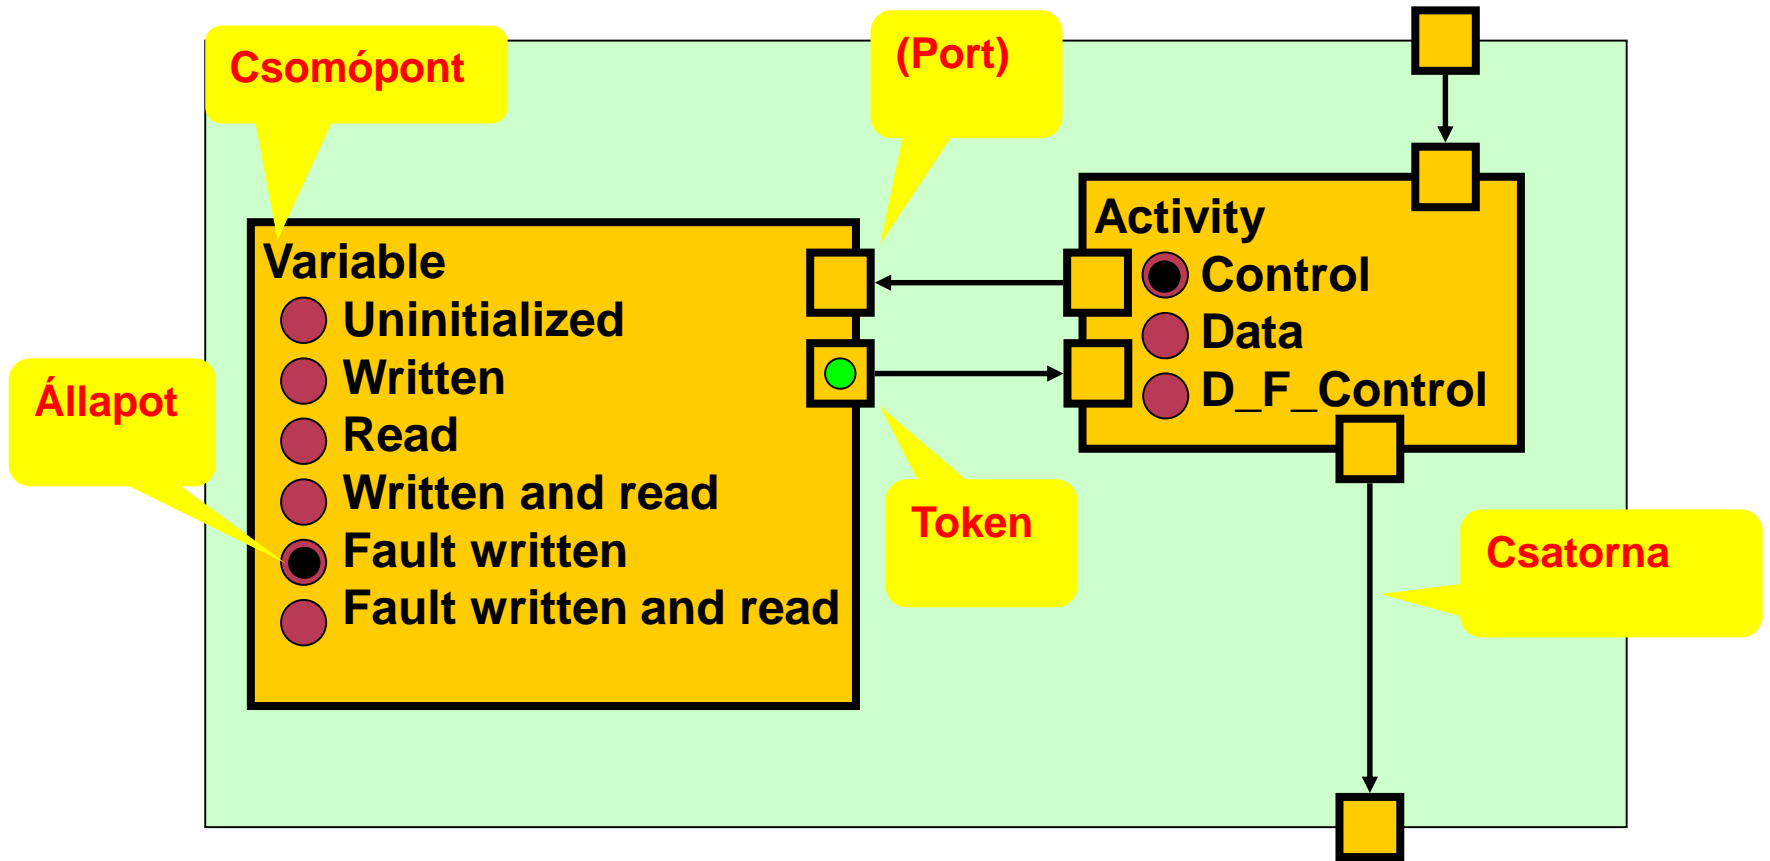 Csomópont
(Port)
Activity
Control
Data
D_F_Control
Variable
Uninitialized
Written
Read
Written and read
Fault written
Fault written and read
Állapot
Token
Csatorna